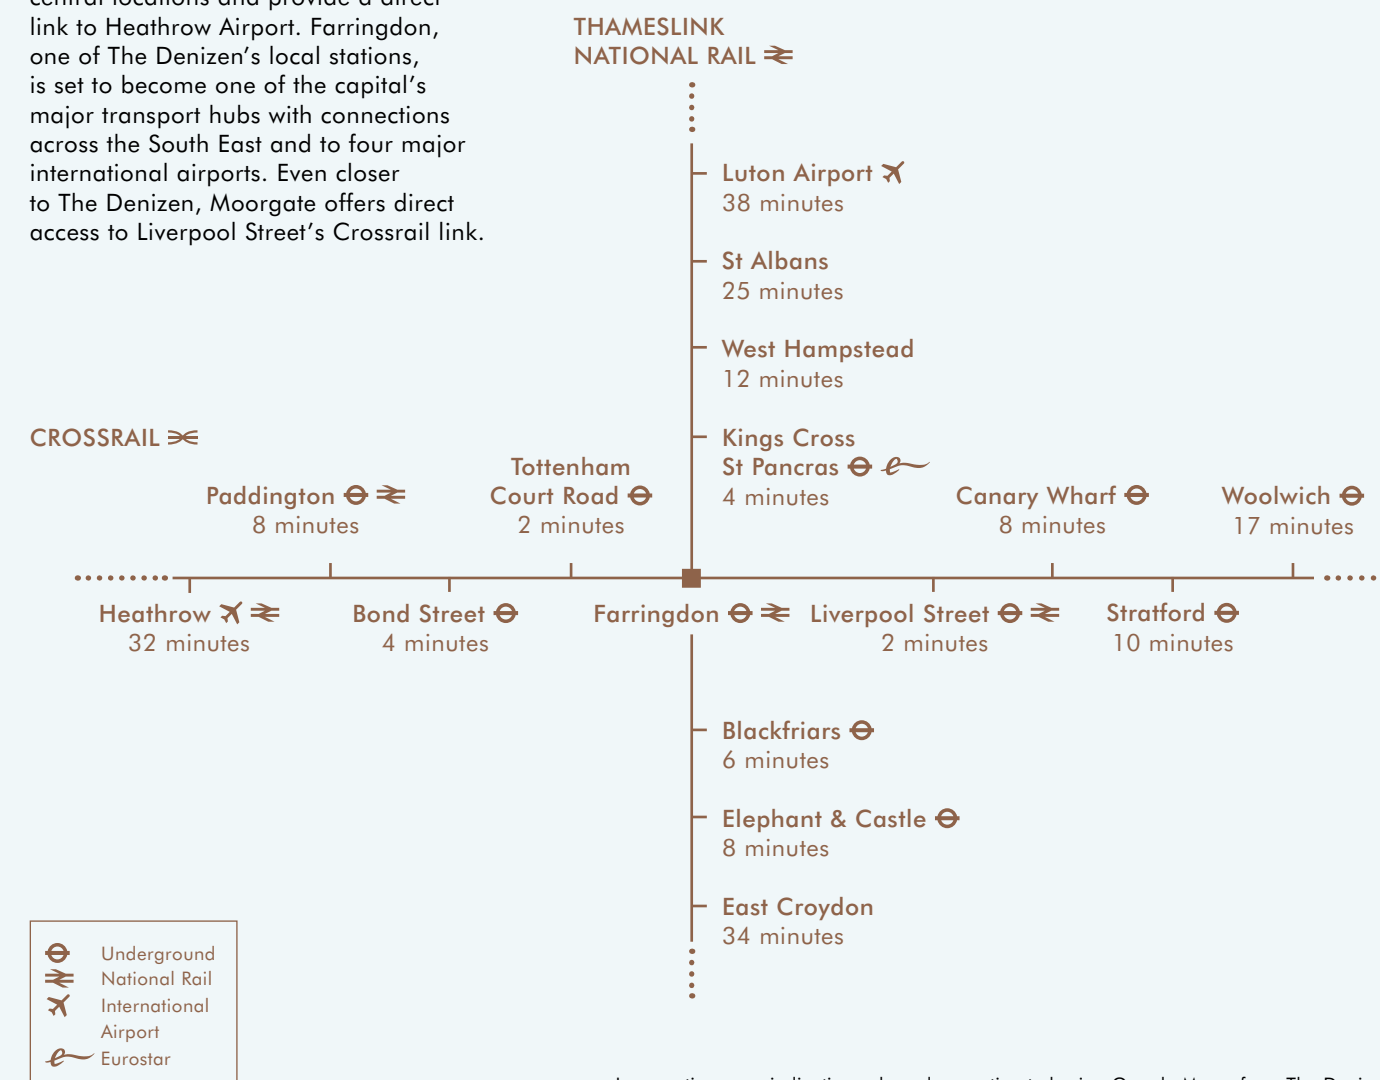 central locations and provide a direct
link to Heathrow Airport. Farringdon,
one of The Denizen’s local stations,
is set to become one of the capital’s
major transport hubs with connections
across the South East and to four major
international airports. Even closer
to The Denizen, Moorgate offers direct
access to Liverpool Street’s Crossrail link.
THAMESLINK
NATIONAL RAIL
Luton Airport
38 minutes
St Albans
25 minutes
West Hampstead
12 minutes
Kings Cross
St Pancras
4 minutes
CROSSRAIL
Paddington
8 minutes
Tottenham
Court Road
2 minutes
Canary Wharf
8 minutes
Woolwich
17 minutes
Heathrow
32 minutes
Bond Street
4 minutes
Farringdon
Liverpool Street
2 minutes
Stratford
10 minutes
Blackfriars
6 minutes
Elephant & Castle
8 minutes
East Croydon
34 minutes
Underground
National Rail
International
Airport
Eurostar